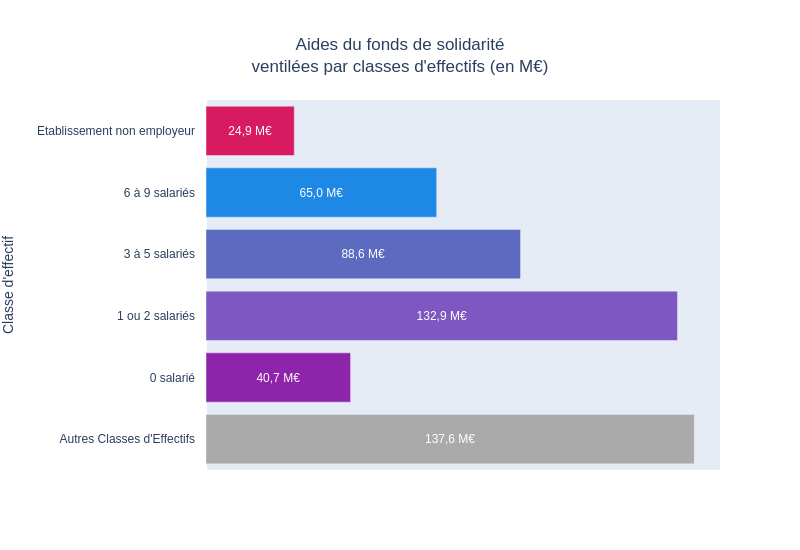 Aides du fonds de solidarité
ventilées par classes d'effectifs (en M€)
Etablissement non employeur
24,9 M€
6 à 9 salariés
65,0 M€
3 à 5 salariés
88,6 M€
1 ou 2 salariés
132,9 M€
0 salarié
40,7 M€
Autres Classes d'Effectifs
137,6 M€
Classe d'effectif